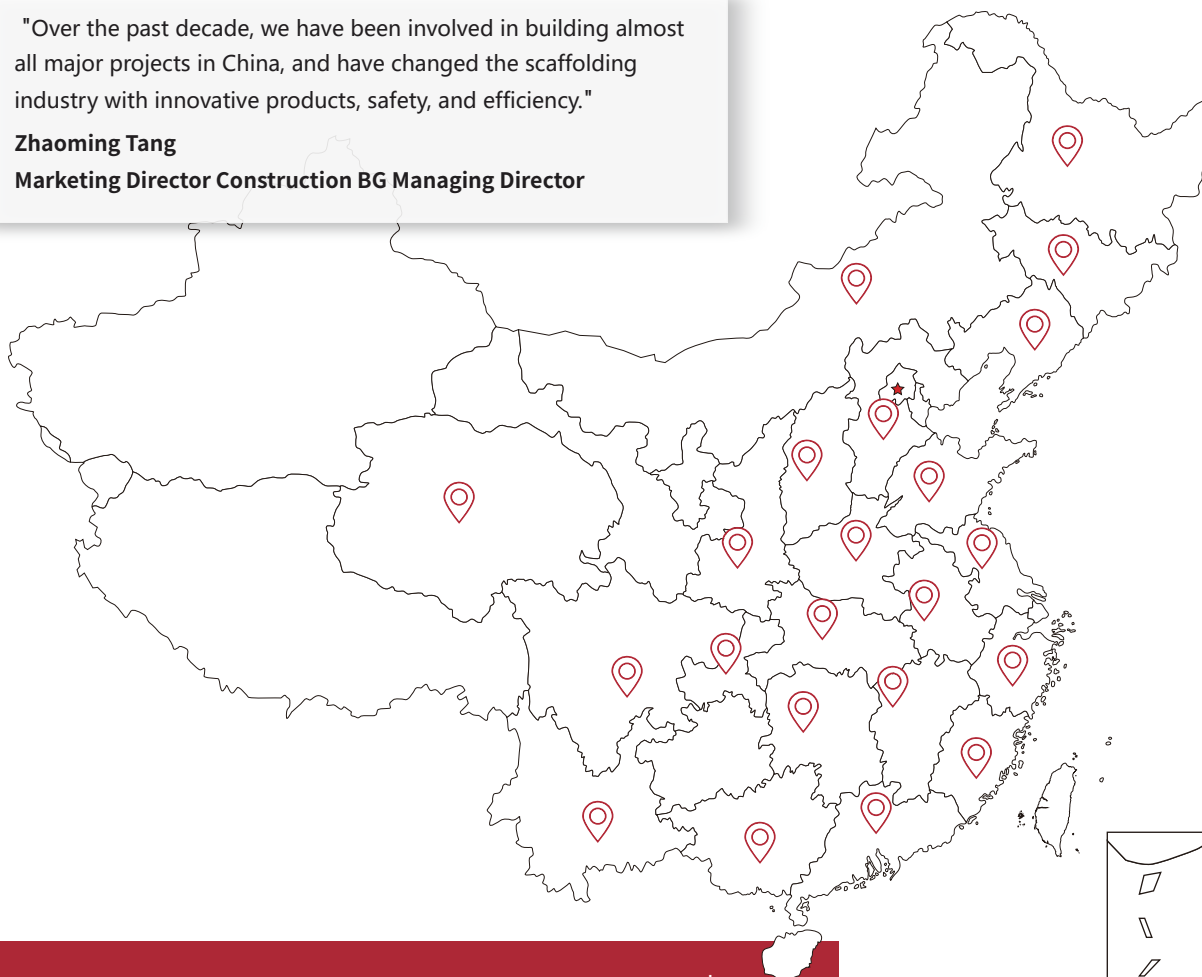 "Over the past decade, we have been involved in building almost
all major projects in China, and have changed the scaffolding
industry with innovative products, safety, and efficiency."
Zhaoming Tang
Marketing Director Construction BG Managing Director